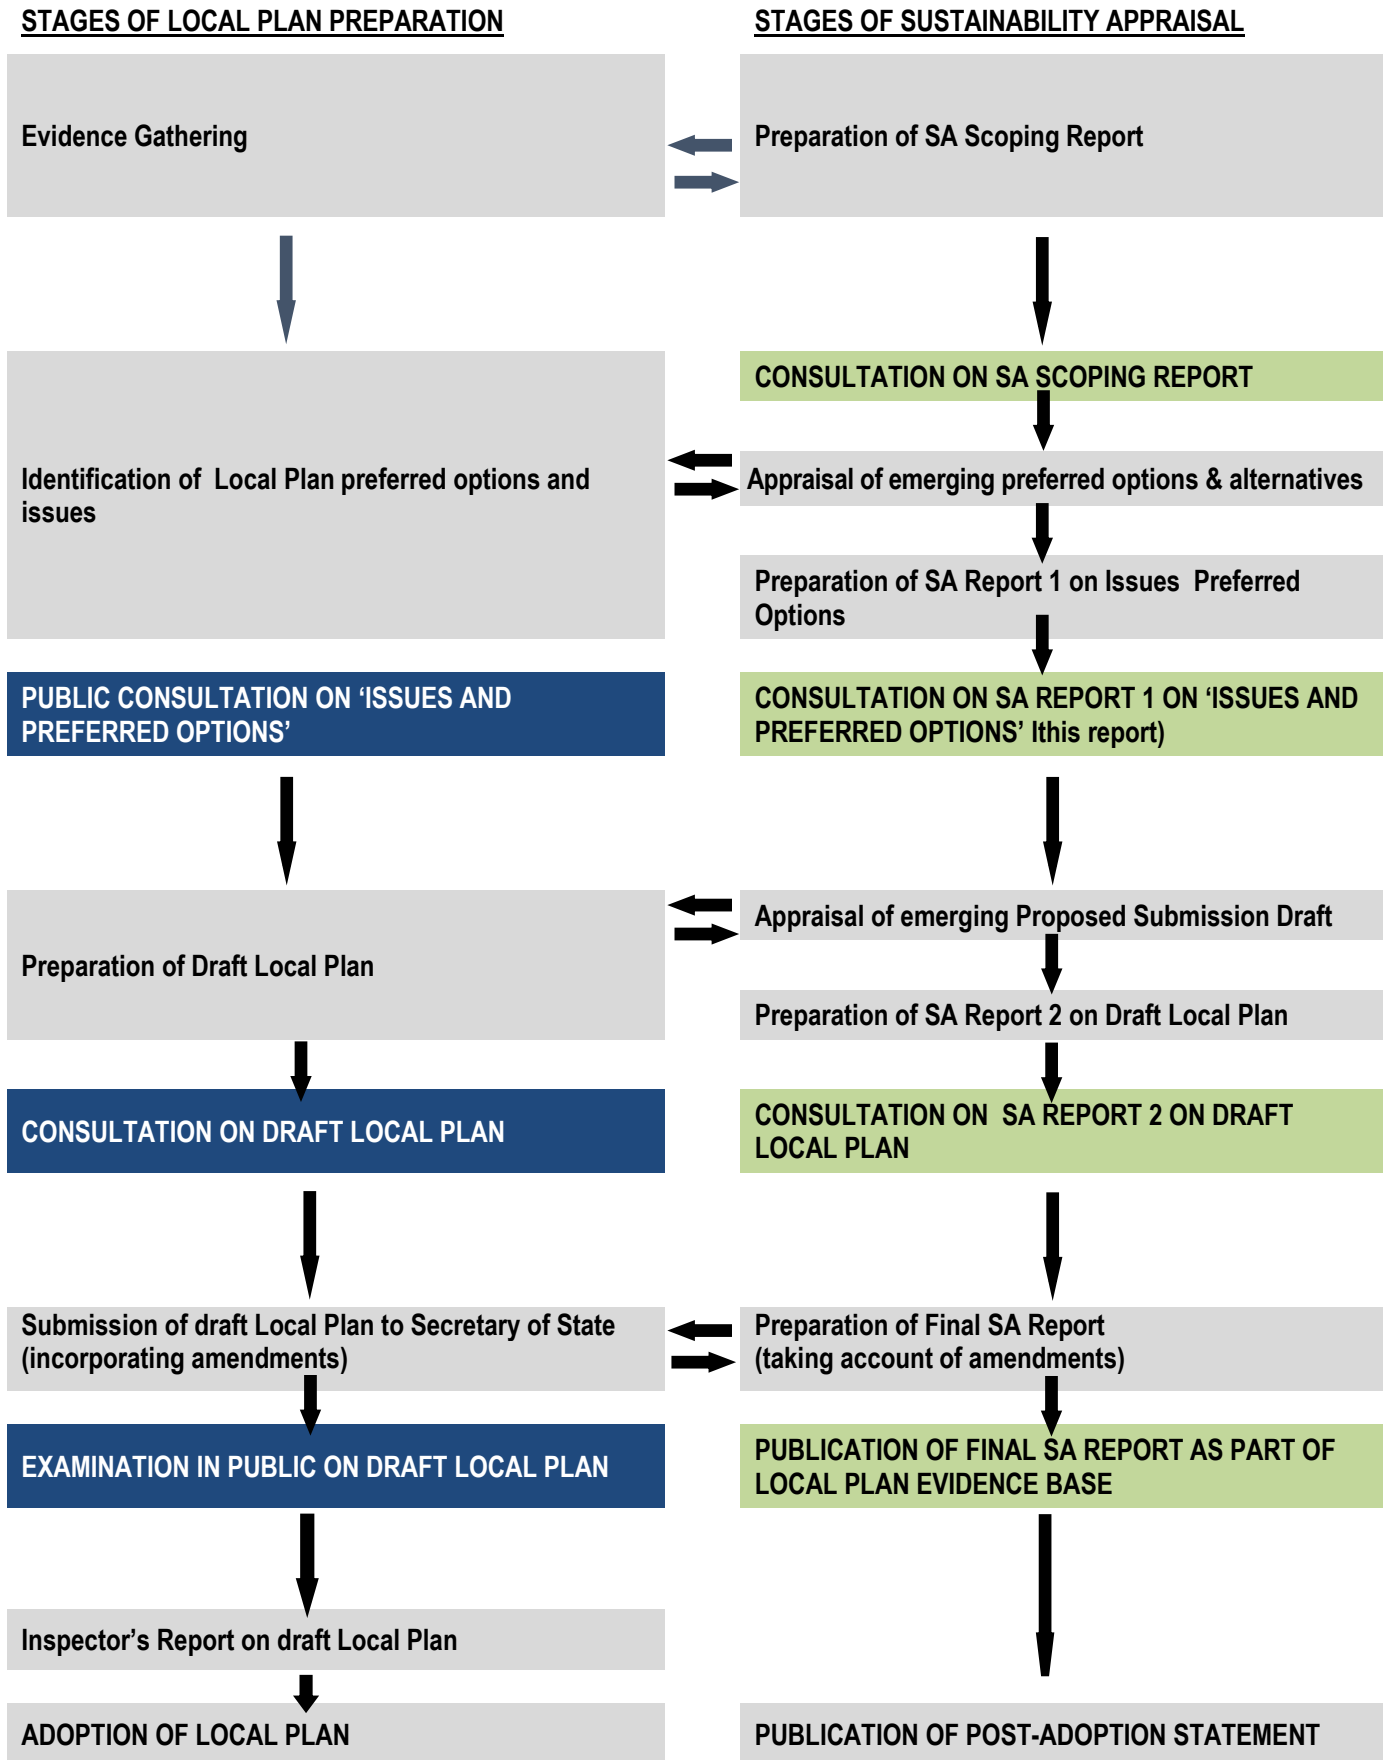 STAGES OF LOCAL PLAN PREPARATION
STAGES OF SUSTAINABILITY APPRAISAL
Evidence Gathering
Preparation of SA Scoping Report
CONSULTATION ON SA SCOPING REPORT
Identification of  Local Plan preferred options and
issues
Appraisal of emerging preferred options & alternatives
Preparation of SA Report 1 on Issues  Preferred
Options
PUBLIC CONSULTATION ON ‘ISSUES AND
PREFERRED OPTIONS’
CONSULTATION ON SA REPORT 1 ON ‘ISSUES AND
PREFERRED OPTIONS’ Ithis report)
Preparation of Draft Local Plan
Appraisal of emerging Proposed Submission Draft
Preparation of SA Report 2 on Draft Local Plan
CONSULTATION ON DRAFT LOCAL PLAN
CONSULTATION ON  SA REPORT 2 ON DRAFT
LOCAL PLAN
Submission of draft Local Plan to Secretary of State
(incorporating amendments)
Preparation of Final SA Report
(taking account of amendments)
EXAMINATION IN PUBLIC ON DRAFT LOCAL PLAN
PUBLICATION OF FINAL SA REPORT AS PART OF
LOCAL PLAN EVIDENCE BASE
Inspector’s Report on draft Local Plan
ADOPTION OF LOCAL PLAN
PUBLICATION OF POST-ADOPTION STATEMENT